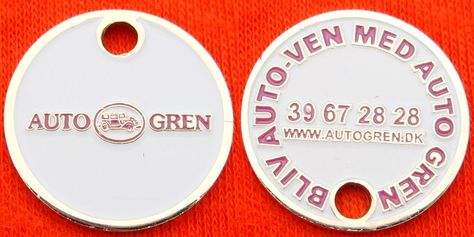 AUTO GREN
BLIV AUTO-VEN MED AUTO GREN
39 67 28 28
WWW.AUTOGREN.DK